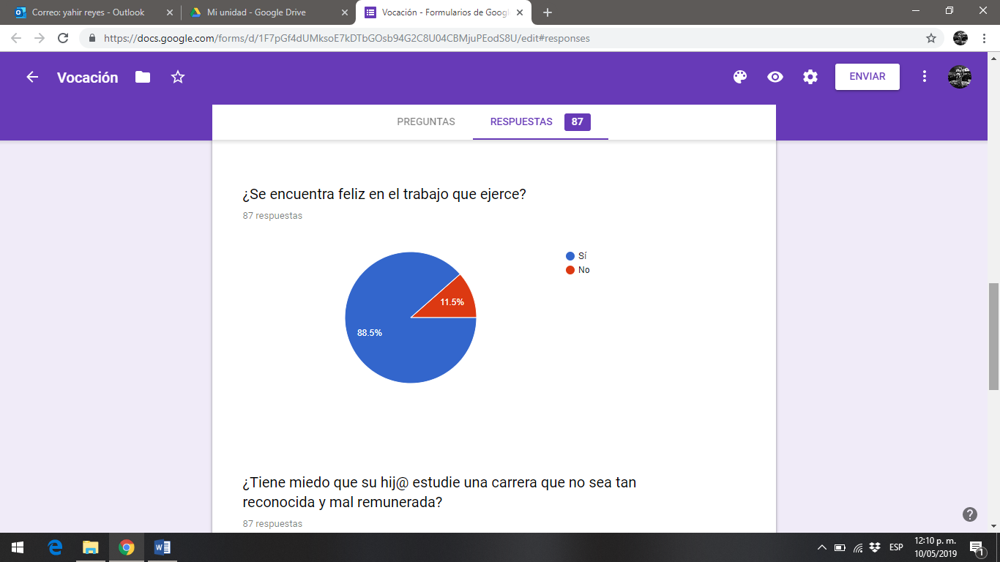 Correo: yahir reyes - Outlook
Mi unidad - Google Drive
Vocación - Formularios de Goog
https://docs.google.com/forms/d/1F7pGf4dUMksoE7kDTbGOsb94G2C8U04CBMjuPEodS8U/edit#responses
Vocación
ENVIAR
PREGUNTAS
RESPUESTAS
87
¿Se encuentra feliz en el trabajo que ejerce?
87 respuestas
Sí
No
11.5%
88.5%
¿Tiene miedo que su hij@ estudie una carrera que no sea tan
reconocida y mal remunerada?
87 respuestas
ESP
12:10 p. m.
10/05/2019
1